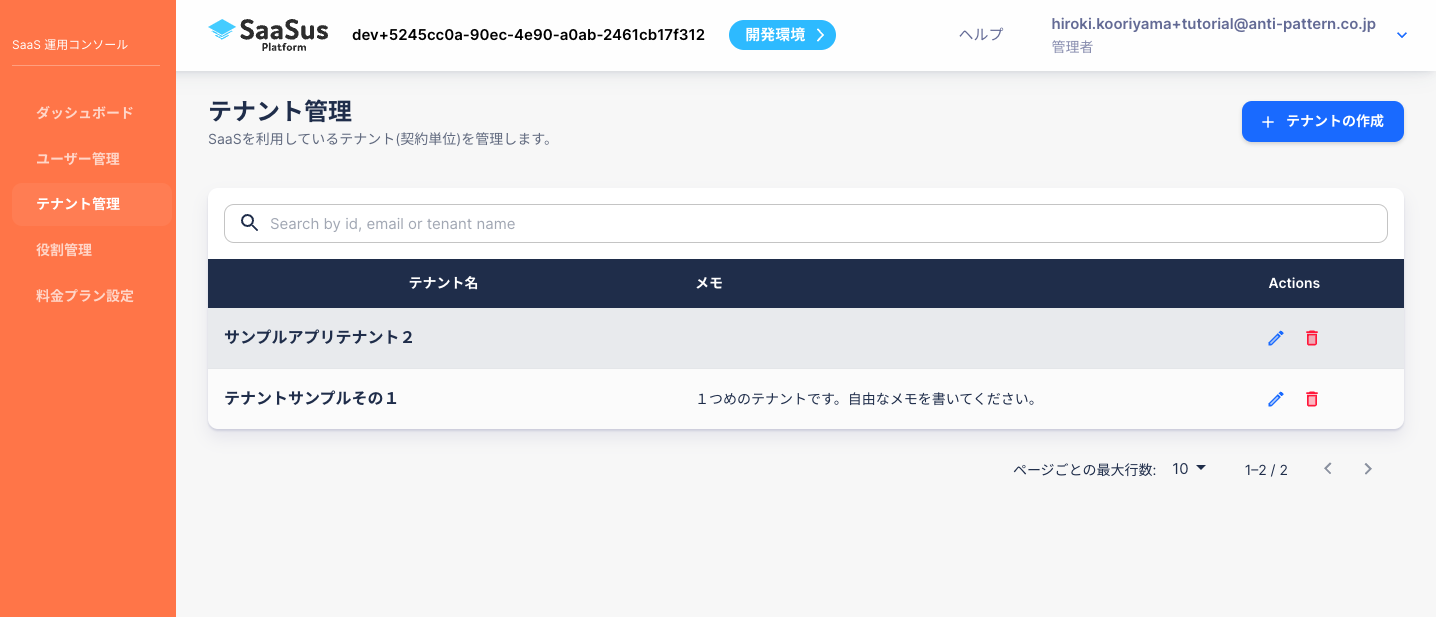 SaaS 運用コンソール
ダッシュボード
ユーザー管理
テナント管理
役割管理
料金プラン設定
SaaSus
Platform
dev+5245cc0a-90ec-4e90-a0ab-2461cb17f312
開発環境
ヘルプ
hiroki.kooriyama+tutorial@anti-pattern.co.jp
管理者
テナント管理
SaaSを利用しているテナント(契約単位)を管理します。
+ テナントの作成
Search by id, email or tenant name
テナント名 メモ Actions
サンプルアプリテナント２
テナントサンプルその１ １つめのテナントです。自由なメモを書いてください。
ページごとの最大行数: 10 1–2 / 2